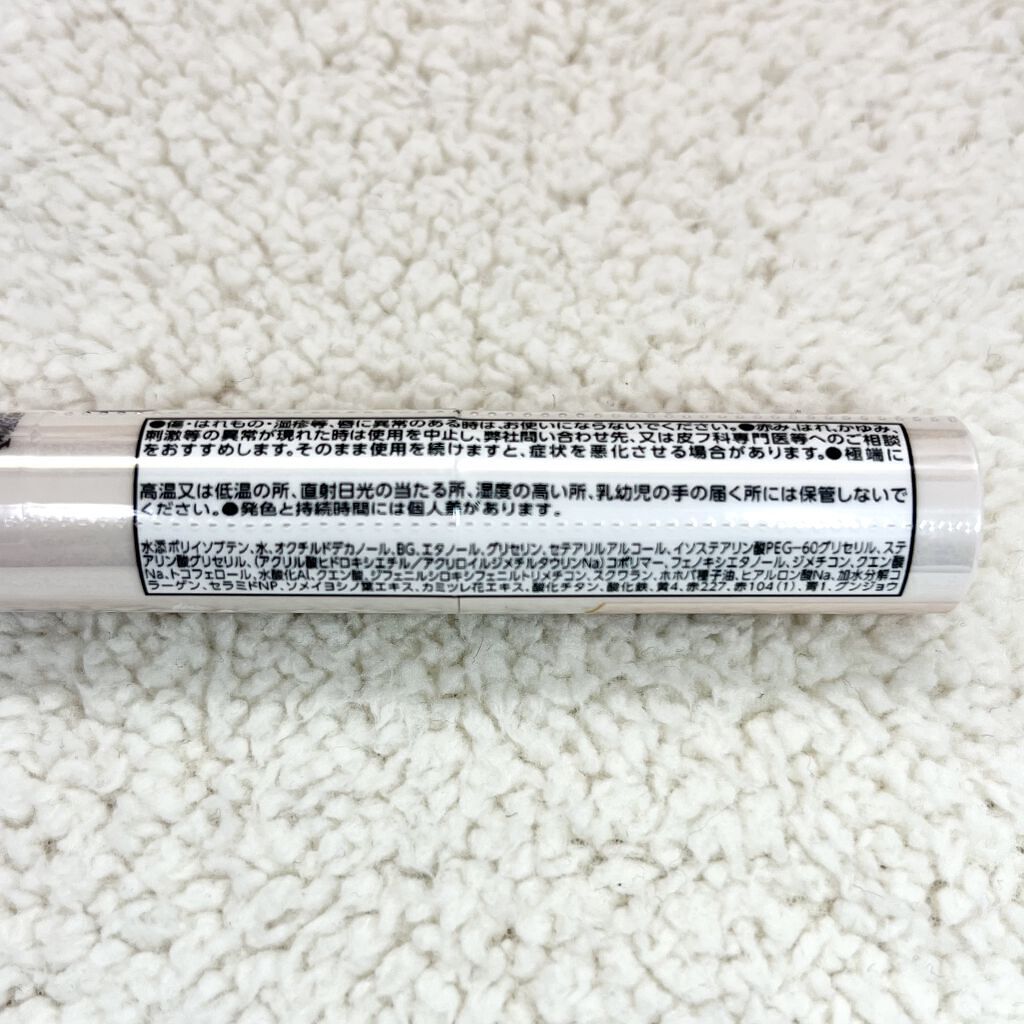 ●傷・はれもの・湿疹等、唇に異常のある時は、お使いにならないでください。●赤み、はれ、かゆみ、
刺激等の異常が現れた時は使用を中止し、弊社問い合わせ先、又は皮フ科専門医等へのご相談
をおすすめします。そのまま使用を続けますと、症状を悪化させる場合があります。●極端に
高温又は低温の所、直射日光の当たる所、湿度の高い所、乳幼児の手の届く所には保管しないで
ください。●発色と持続時間には個人差があります。
水添ポリイソブテン、水、オクチルドデカノール、BG、エタノール、グリセリン、セテアリルアルコール、イソステアリン酸PEG-60グリセリル、ステ
アリン酸グリセリル、(アクリル酸ヒドロキシエチル/アクリロイルジメチルタウリンNa)コポリマー、フェノキシエタノール、ジメチコン、クエン酸
Na、トコフェロール、水酸化Al、クエン酸、ジフェニルシロキシフェニルトリメチコン、スクワラン、ホホバ種子油、ヒアルロン酸Na、加水分解コ
ラーゲン、セラミドNP、ソメイヨシノ葉エキス、カミツレ花エキス、酸化チタン、酸化鉄、黄4、赤227、赤104(1)、青1、グンジョウ